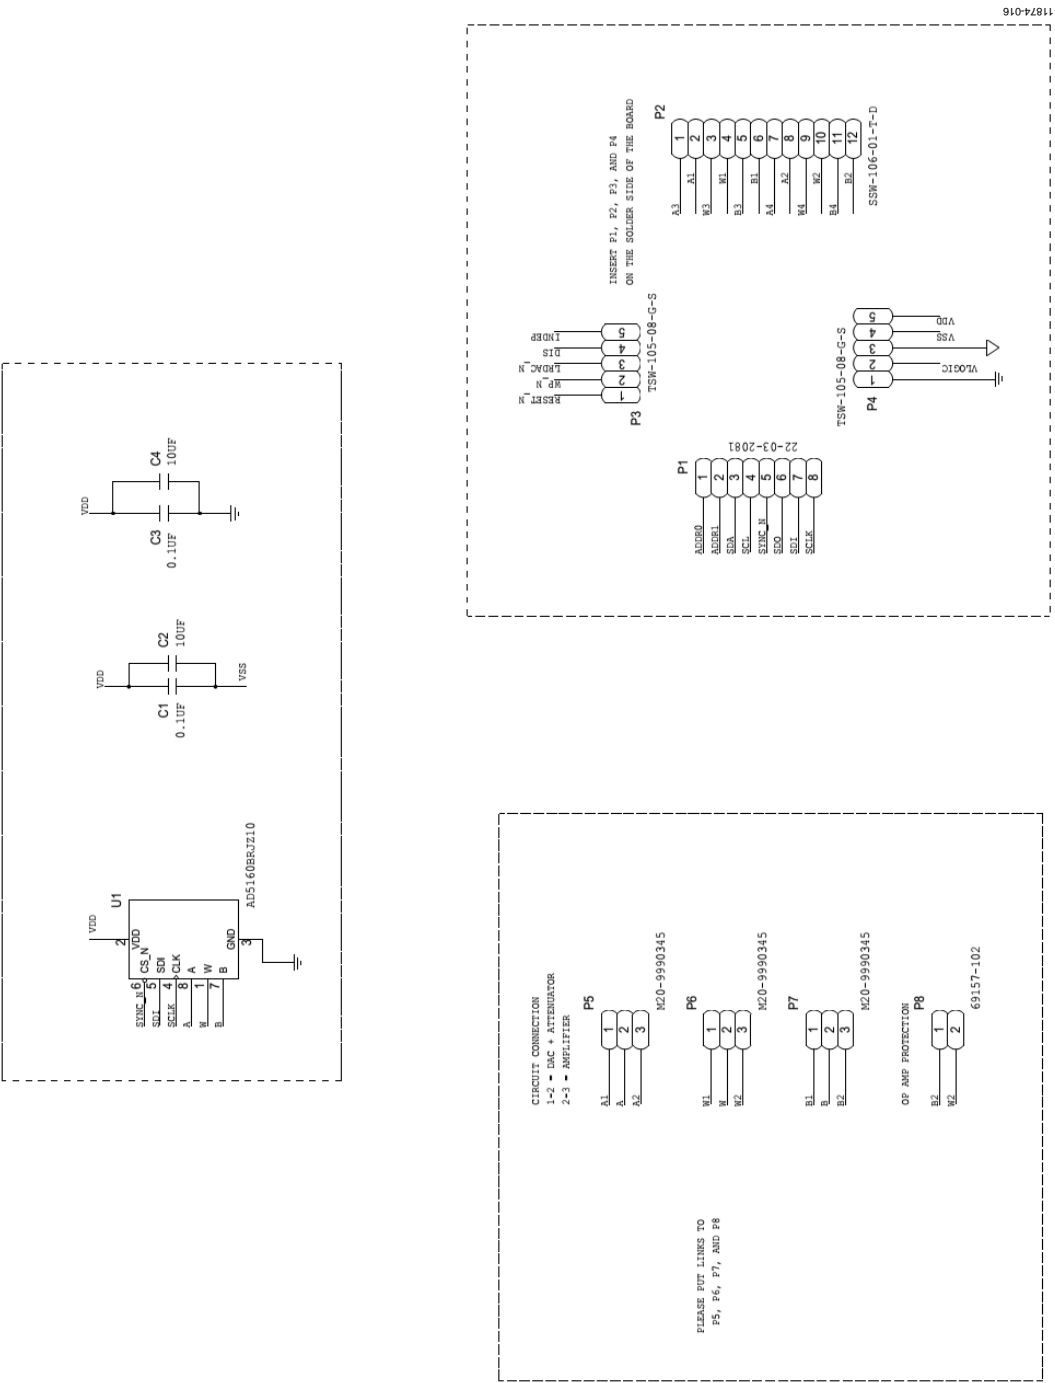 11874-016
VDD
U1
2
VDD
SYNC_N
6
CS_N
SDI
5
SDI
SCLK
4
CLK
A
8
A
W
1
W
B
7
B
GND
3
AD5160BRJZ10
VDD
C2
10UF
C1
0.1UF
VSS
VDD
C4
10UF
C3
0.1UF
CIRCUIT CONNECTION
1-2 = DAC + ATTENUATOR
2-3 = AMPLIFIER
P5
A1
1
A
2
A2
3
M20-9990345
P6
W1
1
W
2
W2
3
M20-9990345
P7
B1
1
B
2
B2
3
M20-9990345
OP AMP PROTECTION
P8
B2
1
W2
2
69157-102
PLEASE PUT LINKS TO
P5, P6, P7, AND P8
INSERT P1, P2, P3, AND P4
ON THE SOLDER SIDE OF THE BOARD
P2
A3
1
A1
2
W3
3
W1
4
B3
5
B1
6
A4
7
A2
8
W4
9
W2
10
B4
11
B2
12
SSW-106-01-T-D
INDEP
5
DIS
4
LRDAC_N
3
WP_N
2
RESET_N
1
P3
TSW-105-08-G-S
TSW-105-08-G-S
P4
5
VDD
4
VSS
3
2
VLOGIC
1
22-03-2081
P1
ADDR0
1
ADDR1
2
SDA
3
SCL
4
SYNC_N
5
SDO
6
SDI
7
SCLK
8